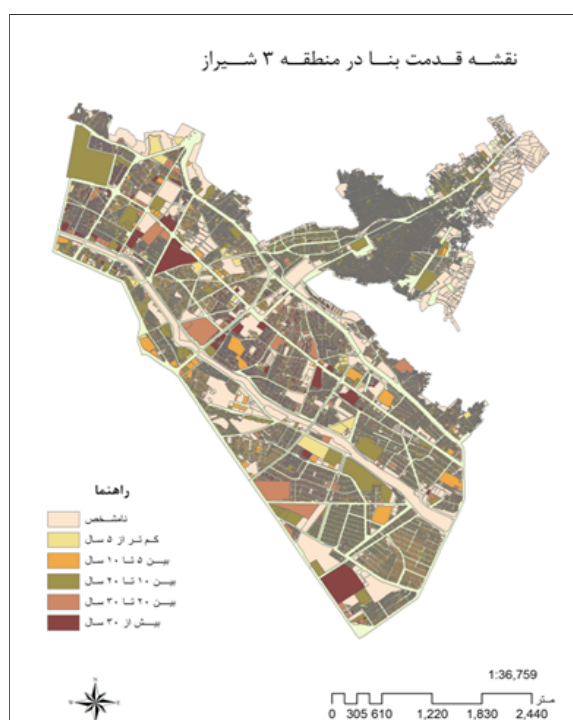 نقشه قدمت بنا در منطقه ۳ شیراز
راهنما
نامشخص
کم تر از ۵ سال
بین ۵ تا ۱۰ سال
بین ۱۰ تا ۲۰ سال
بین ۲۰ تا ۳۰ سال
بیش از ۳۰ سال
1:36,759
متر
0 305 610 1,220 1,830 2,440
N
W E
S